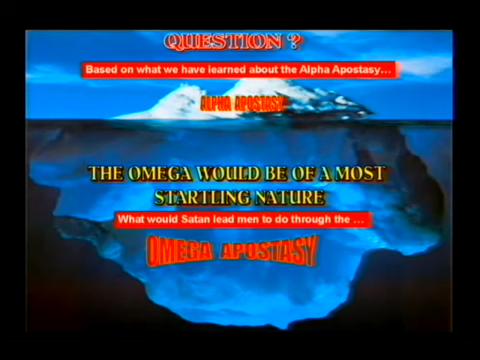 QUESTION ?
Based on what we have learned about the Alpha Apostasy...
ALPHA APOSTASY
THE OMEGA WOULD BE OF A MOST
STARTLING NATURE
What would Satan lead men to do through the ...
OMEGA APOSTASY